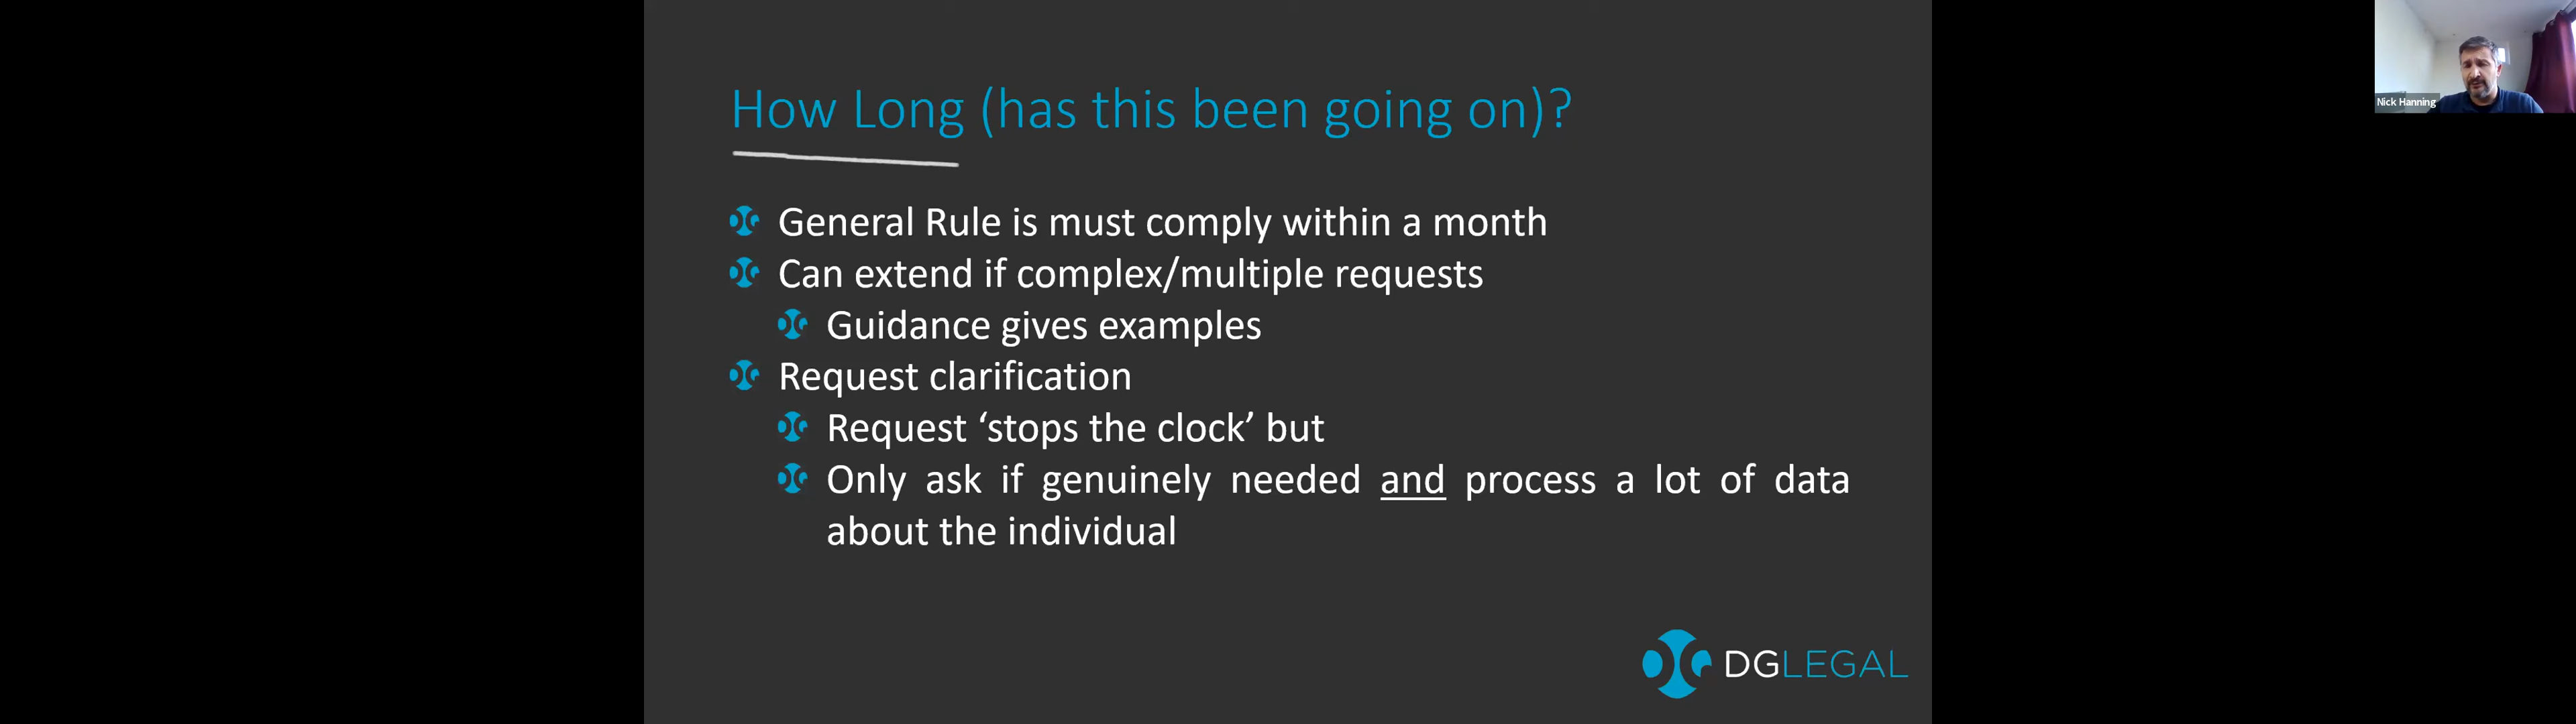 How Long (has this been going on)?
General Rule is must comply within a month
Can extend if complex/multiple requests
Guidance gives examples
Request clarification
Request ‘stops the clock’ but
Only ask if genuinely needed and process a lot of data
about the individual
DGLEGAL
Nick Hanning